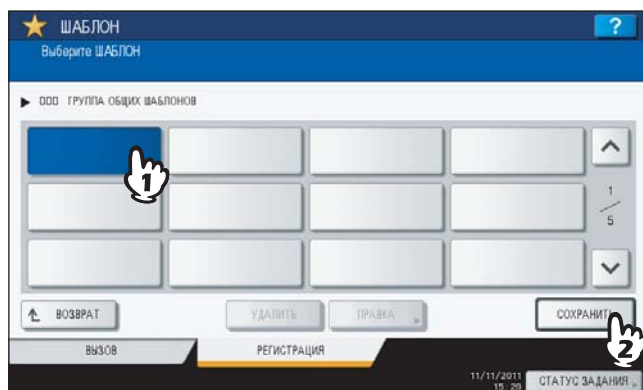 ШАБЛОН
?
Выберите ШАБЛОН
000 ГРУППА ОБЩИХ ШАБЛОНОВ
1
1
5
ВОЗВРАТ
УДАЛИТЬ
ПРАВКА
СОХРАНИТЬ
2
ВЫЗОВ
РЕГИСТРАЦИЯ
11/11/2011
15:29
СТАТУС ЗАДАНИЯ